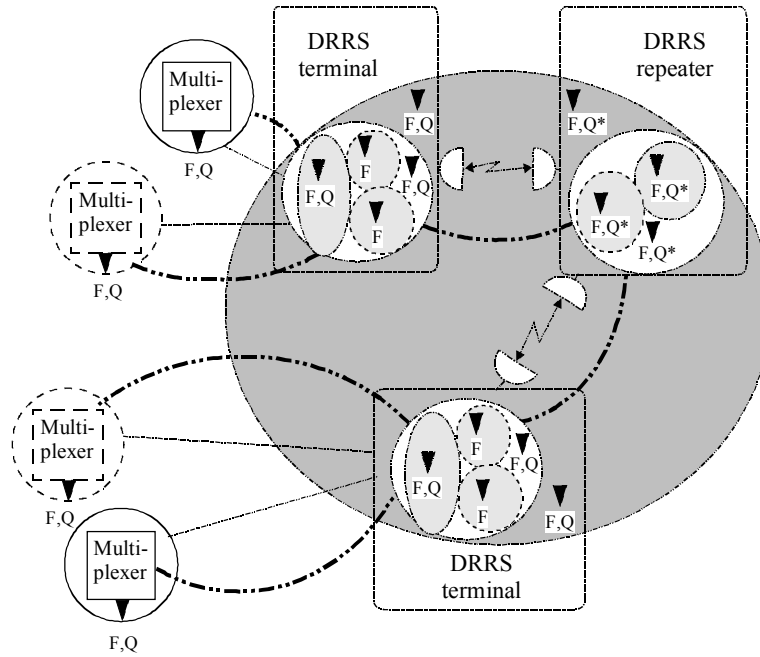 DRRS
terminal
DRRS
repeater
Multi-
plexer
F,Q
F,Q
F,Q*
F
F,Q
F,Q
F
F,Q*
F,Q*
F,Q*
Multi-
plexer
F,Q
Multi-
plexer
F,Q
F
F,Q
F,Q
F
F,Q
Multi-
plexer
F,Q
DRRS
terminal